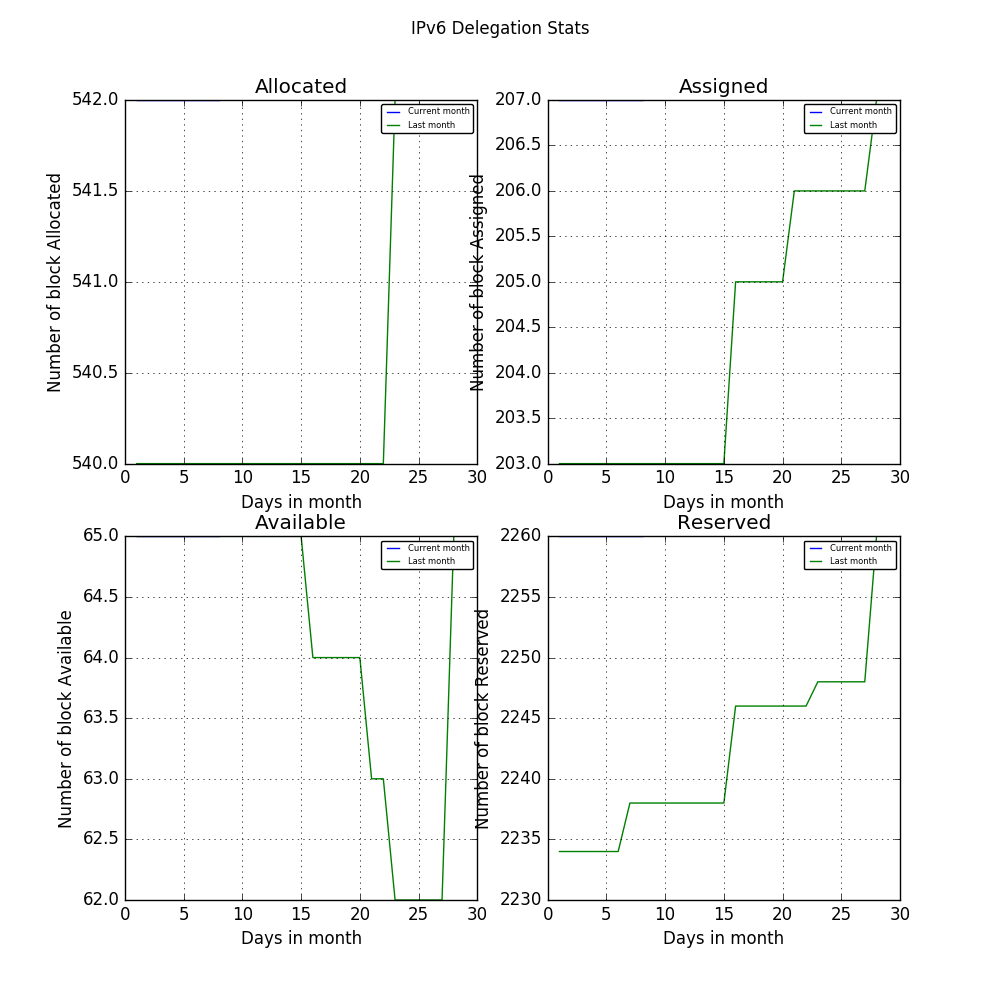 IPv6 Delegation Stats
Allocated
Number of block Allocated
542.0
541.5
541.0
540.5
540.0
0 5 10 15 20 25 30
Days in month
Current month
Last month
Assigned
Number of block Assigned
207.0
206.5
206.0
205.5
205.0
204.5
204.0
203.5
203.0
0 5 10 15 20 25 30
Days in month
Current month
Last month
Available
Number of block Available
65.0
64.5
64.0
63.5
63.0
62.5
62.0
0 5 10 15 20 25 30
Days in month
Current month
Last month
Reserved
Number of block Reserved
2260
2255
2250
2245
2240
2235
2230
0 5 10 15 20 25 30
Days in month
Current month
Last month